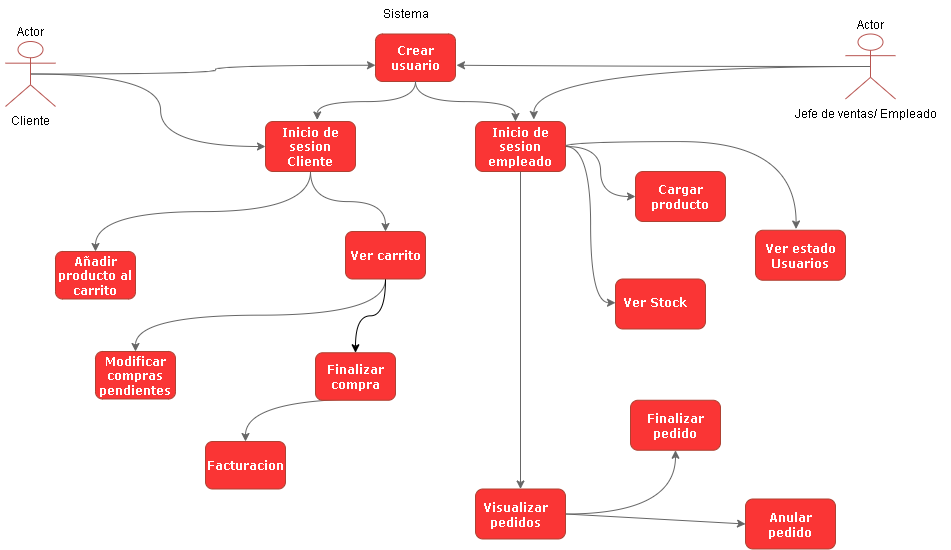 Sistema
Actor
Actor
Crear
usuario
Cliente
Jefe de ventas/ Empleado
Inicio de
sesion
Cliente
Inicio de
sesion
empleado
Cargar
producto
Añadir
producto al
carrito
Ver carrito
Ver estado
Usuarios
Ver Stock
Modificar
compras
pendientes
Finalizar
compra
Finalizar
pedido
Facturacion
Visualizar
pedidos
Anular
pedido